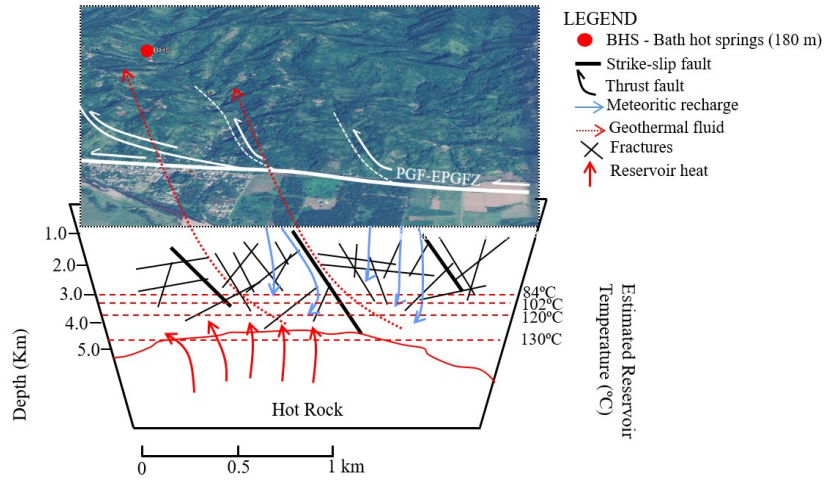 LEGEND
BHS - Bath hot springs (180 m)
Strike-slip fault
Thrust fault
Meteoritic recharge
Geothermal fluid
Fractures
Reservoir heat
BHS
PGF-EPGFZ
1.0
2.0
3.0
4.0
5.0
84ºC
102ºC
120ºC
130ºC
Depth (Km)
Estimated Reservoir
Temperature (ºC)
Hot Rock
0
0.5
1 km